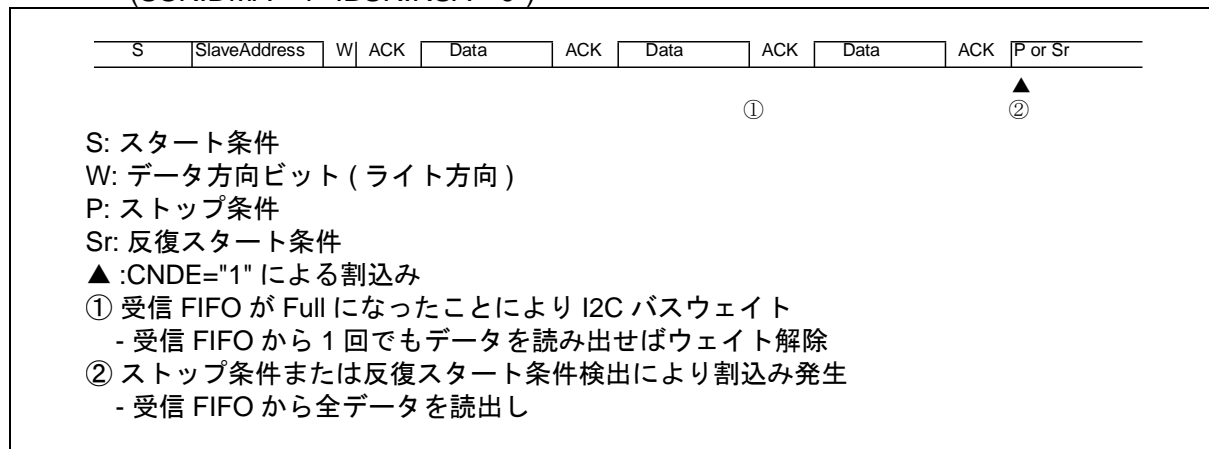 S SlaveAddress W ACK Data ACK Data ACK Data ACK P or Sr
▲
① ②
S: スタート条件
W: データ方向ビット ( ライト方向 )
P: ストップ条件
Sr: 反復スタート条件
▲ :CNDE="1" による割込み
① 受信 FIFO が Full になったことにより I2C バスウェイト
- 受信 FIFO から 1 回でもデータを読み出せばウェイト解除
② ストップ条件または反復スタート条件検出により割込み発生
- 受信 FIFO から全データを読出し